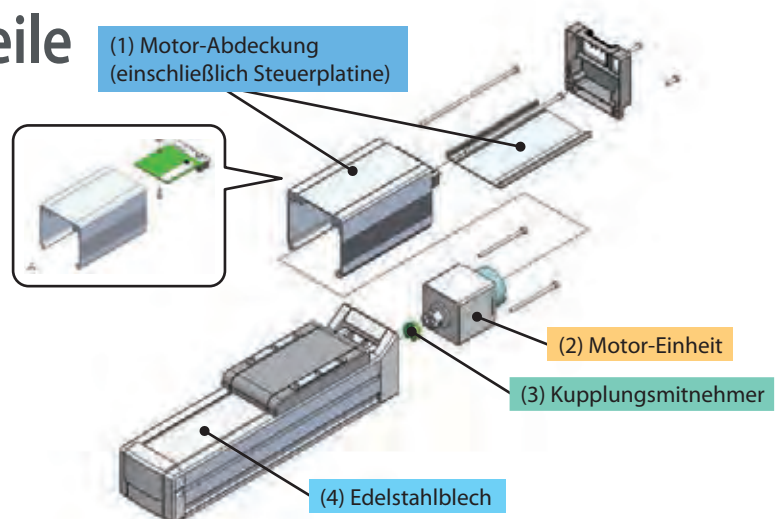 eile
(1) Motor-Abdeckung
(einschließlich Steuerplatine)
(2) Motor-Einheit
(3) Kupplungsmitnehmer
(4) Edelstahlblech